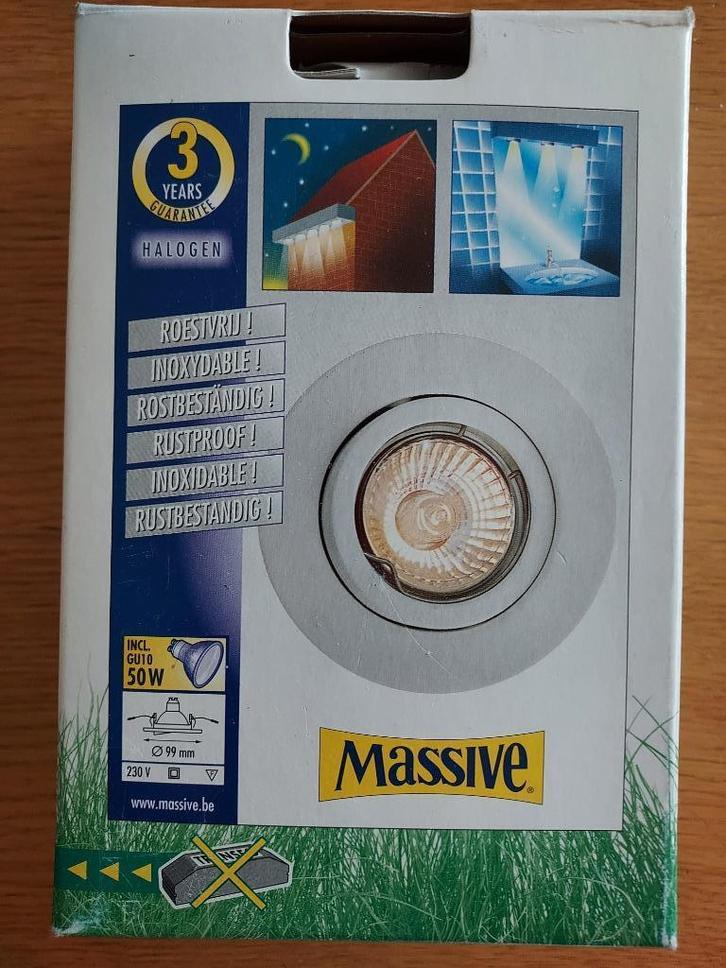 3
YEARS
GUARANTEE
HALOGEN
ROESTVRIJ !
INOXYDABLE !
ROSTBESTÄNDIG !
RUSTPROOF !
INOXIDABLE !
RUSTBESTANDIG !
INCL.
GU10
50W
Ø 99 mm
230 V F
www.massive.be
MASSIVE®